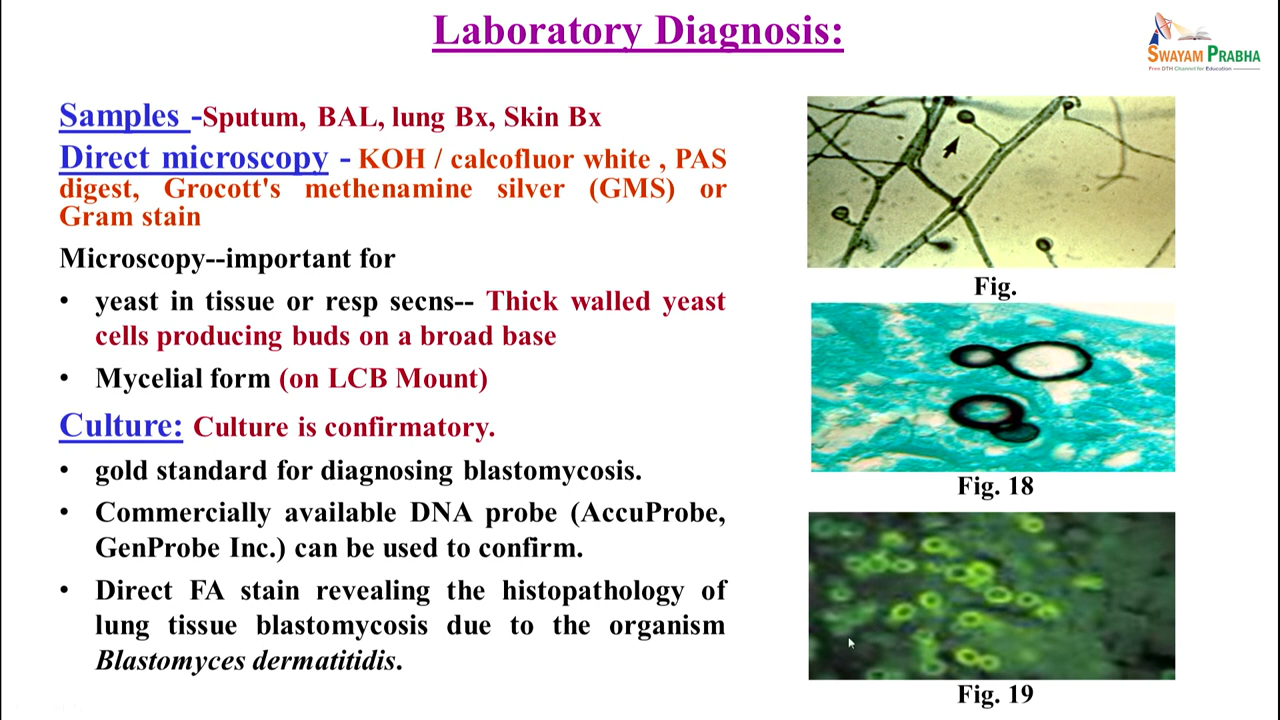 Laboratory Diagnosis:
SWAYAM PRABHA
Free DTH Channel for Education
Samples -Sputum, BAL, lung Bx, Skin Bx
Direct microscopy - KOH / calcofluor white , PAS
digest, Grocott's methenamine silver (GMS) or
Gram stain
Microscopy--important for
• yeast in tissue or resp secns-- Thick walled yeast
cells producing buds on a broad base
• Mycelial form (on LCB Mount)
Culture: Culture is confirmatory.
• gold standard for diagnosing blastomycosis.
• Commercially available DNA probe (AccuProbe,
GenProbe Inc.) can be used to confirm.
• Direct FA stain revealing the histopathology of
lung tissue blastomycosis due to the organism
Blastomyces dermatitidis.
Fig.
Fig. 18
Fig. 19